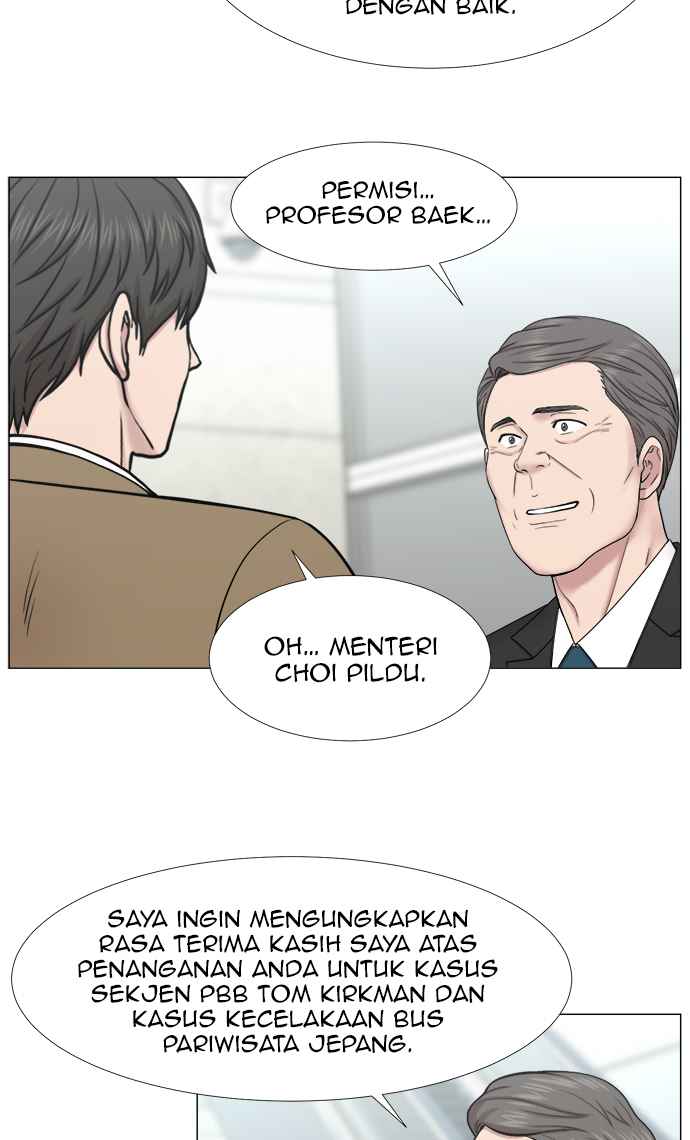 DENGAN BAIK.
PERMISI...
PROFESOR BAEK...
OH... MENTERI
CHOI PILDU.
SAYA INGIN MENGUNGKAPKAN
RASA TERIMA KASIH SAYA ATAS
PENANGANAN ANDA UNTUK KASUS
SEKJEN PBB TOM KIRKMAN DAN
KASUS KECELAKAAN BUS
PARIWISATA JEPANG.